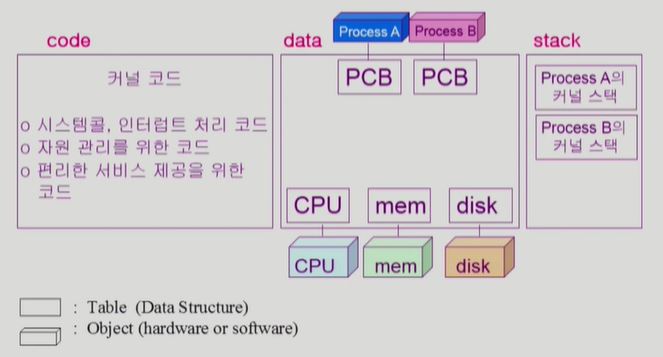 code
data
stack
Process A
Process B
PCB
PCB
커널 코드
o 시스템콜, 인터럽트 처리 코드
o 자원 관리를 위한 코드
o 편리한 서비스 제공을 위한
코드
Process A의
커널 스택
Process B의
커널 스택
CPU
mem
disk
CPU
mem
disk
: Table (Data Structure)
: Object (hardware or software)